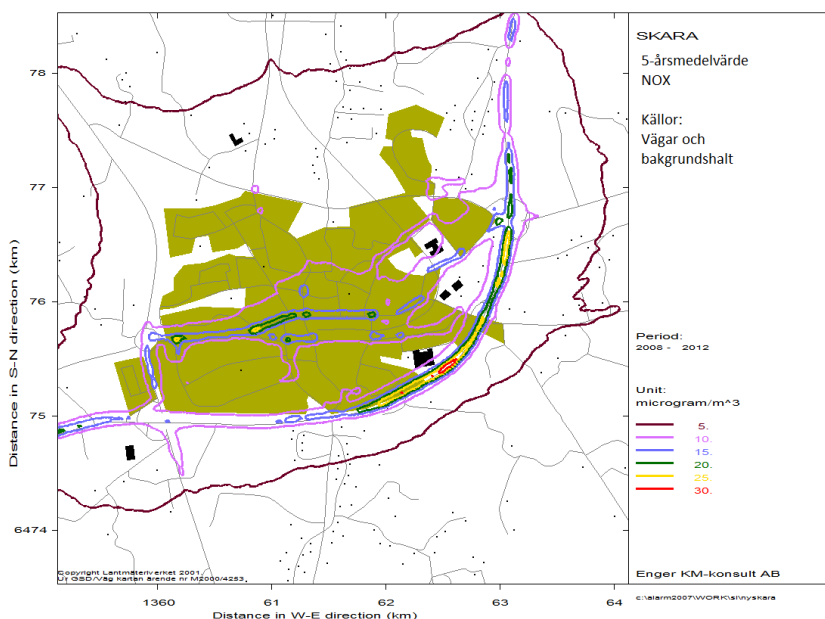 SKARA
5-årsmedelvärde
NOX
Källor:
Vägar och
bakgrundshalt
78
77
76
75
6474
Distance in S-N direction (km)
Period:
2008 - 2012
Unit:
microgram/m^3
5.
10.
15.
20.
25.
30.
Copyright Lantmäteriverket 2001.
Ur GSD/Väg kartan ärende nr M2000/4253.
Enger KM-konsult AB
1360
61
62
63
64
Distance in W-E direction (km)
c:\alarm2007\WORK\sl\nyskara